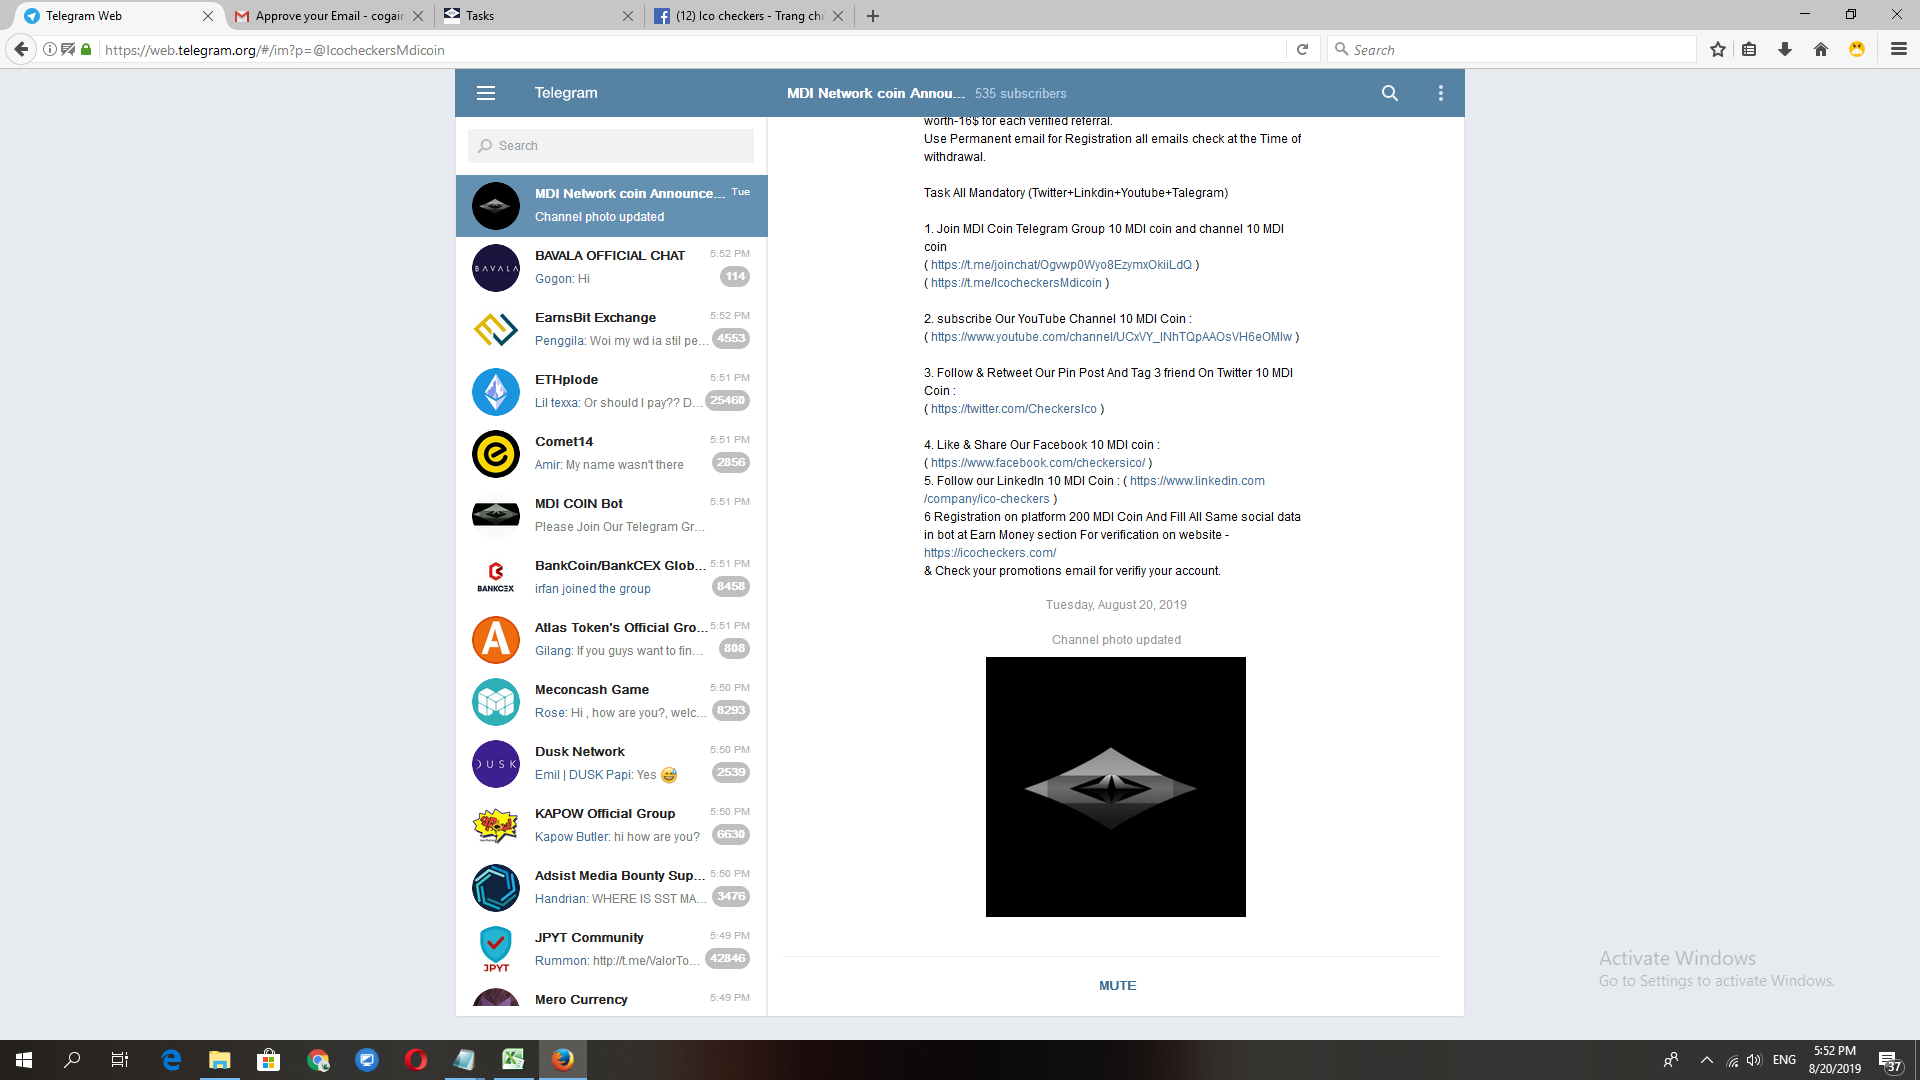 Telegram Web
Approve your Email - cogain
Tasks
(12) Ico checkers - Trang chủ
https://web.telegram.org/#/im?p=@IcocheckersMdicoin
Search
Telegram
MDI Network coin Annou... 535 subscribers
Search
MDI Network coin Announce... Tue
Channel photo updated
BAVALA OFFICIAL CHAT 5:52 PM
Gogon: Hi 114
BAVALA
EarnsBit Exchange 5:52 PM
Penggila: Woi my wd ia stil pe... 4553
ETHplode 5:51 PM
Lil texxa: Or should I pay?? D... 25460
Comet14 5:51 PM
Amir: My name wasn't there 2856
MDI COIN Bot 5:51 PM
Please Join Our Telegram Gr...
BankCoin/BankCEX Glob... 5:51 PM
irfan joined the group 8458
BANKCEX
Atlas Token's Official Gro... 5:51 PM
Gilang: If you guys want to fin... 808
A
Meconcash Game 5:50 PM
Rose: Hi , how are you?, welc... 8293
Dusk Network 5:50 PM
Emil | DUSK Papi: Yes 😅 2539
DUSK
KAPOW Official Group 5:50 PM
Kapow Butler: hi how are you? 6630
Adsist Media Bounty Sup... 5:50 PM
Handrian: WHERE IS SST MA... 3476
JPYT Community 5:49 PM
Rummon: http://t.me/ValorTo... 42846
JPYT
Mero Currency 5:49 PM
worth-16$ for each verified referral.
Use Permanent email for Registration all emails check at the Time of
withdrawal.
Task All Mandatory (Twitter+Linkdin+Youtube+Talegram)
1. Join MDI Coin Telegram Group 10 MDI coin and channel 10 MDI
coin
( https://t.me/joinchat/Ogvwp0Wyo8EzymxOkiiLdQ )
( https://t.me/IcocheckersMdicoin )
2. subscribe Our YouTube Channel 10 MDI Coin :
( https://www.youtube.com/channel/UCxVY_lNhTQpAAOsVH6eOMlw )
3. Follow & Retweet Our Pin Post And Tag 3 friend On Twitter 10 MDI
Coin :
( https://twitter.com/CheckersIco )
4. Like & Share Our Facebook 10 MDI coin :
( https://www.facebook.com/checkersico/ )
5. Follow our LinkedIn 10 MDI Coin : ( https://www.linkedin.com
/company/ico-checkers )
6 Registration on platform 200 MDI Coin And Fill All Same social data
in bot at Earn Money section For verification on website -
https://icocheckers.com/
& Check your promotions email for verifiy your account.
Tuesday, August 20, 2019
Channel photo updated
MUTE
Activate Windows
Go to Settings to activate Windows.
ENG
5:52 PM
8/20/2019
37